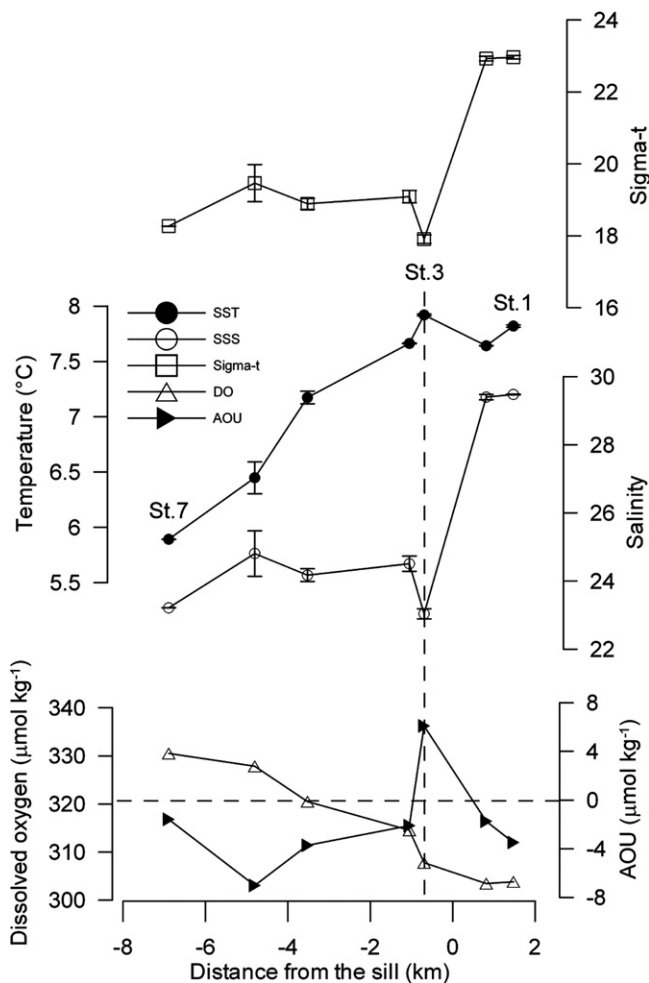 24
22
20
18
16
Sigma-t
St.3
St.1
8
7.5
7
6.5
6
5.5
Temperature (°C)
SST
SSS
Sigma-t
DO
AOU
St.7
30
28
26
24
22
Salinity
340
330
320
310
300
Dissolved oxygen (μmol kg⁻¹)
8
4
0
-4
-8
AOU (μmol kg⁻¹)
-8 -6 -4 -2 0 2
Distance from the sill (km)